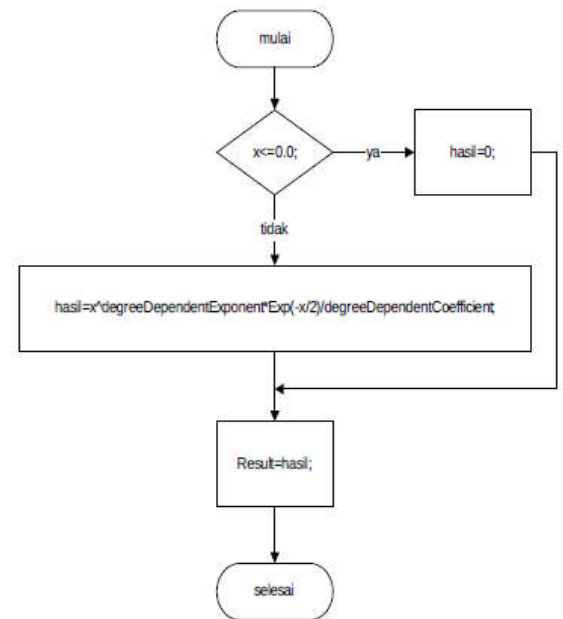 mulai
x<=0.0;
ya
hasil=0;
tidak
hasil=x^degreeDependentExponent*Exp(-x/2)/degreeDependentCoefficient;
Result=hasil;
selesai